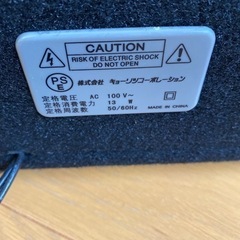 CAUTION
RISK OF ELECTRIC SHOCK
DO NOT OPEN
PS
E
株式会社 キョーリツコーポレーション
定格電圧 AC 100 V～
定格消費電力 13 W
定格周波数 50/60Hz
MADE IN CHINA